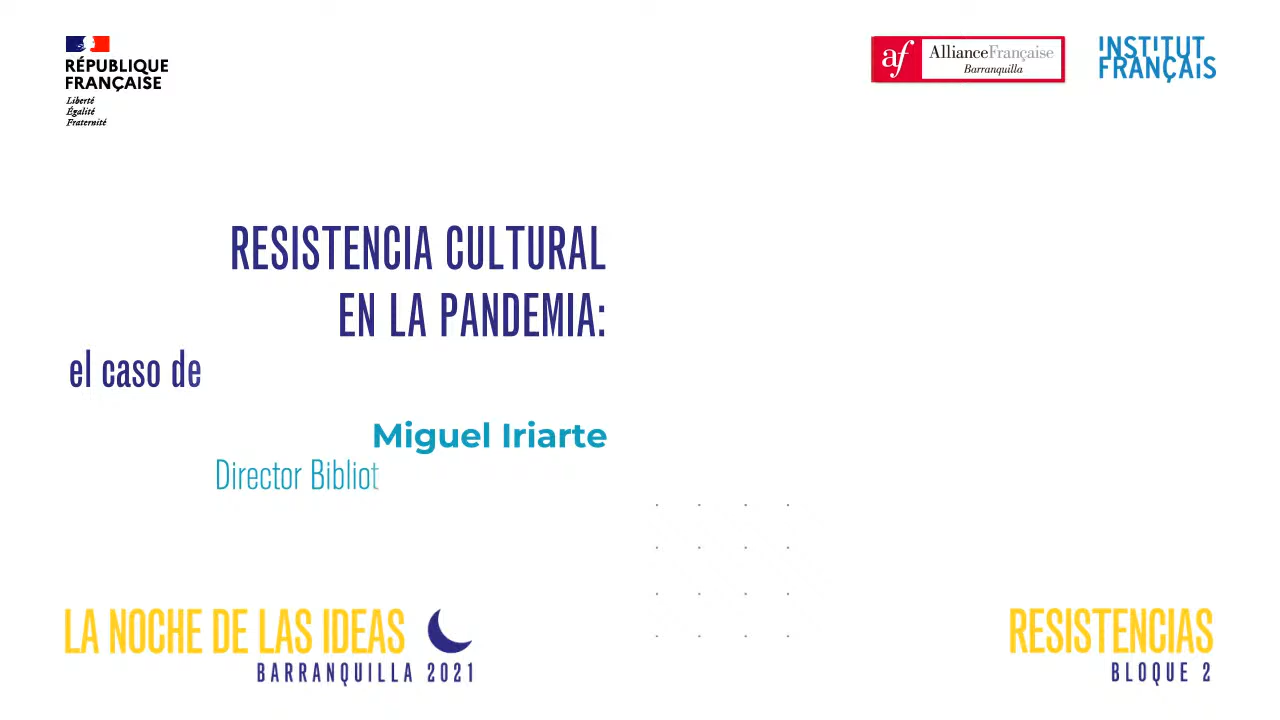 RÉPUBLIQUE
FRANÇAISE
Liberté
Égalité
Fraternité
af
AllianceFrançaise
Barranquilla
INSTITUT
FRANÇAIS
RESISTENCIA CULTURAL
EN LA PANDEMIA:
el caso de
Miguel Iriarte
Director Bibliot
LA NOCHE DE LAS IDEAS
BARRANQUILLA 2021
RESISTENCIAS
BLOQUE 2